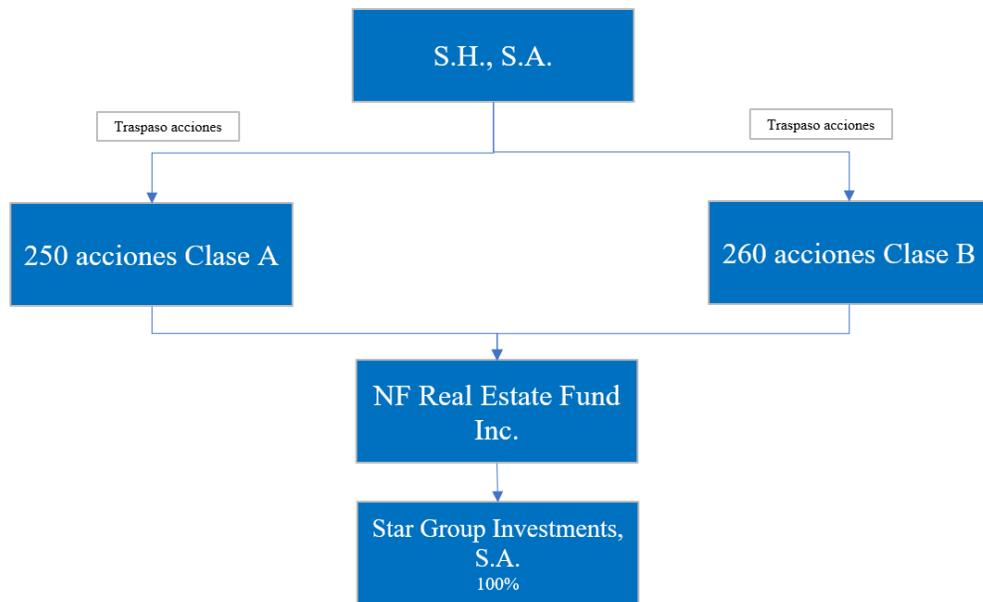 S.H., S.A.
Traspaso acciones
Traspaso acciones
250 acciones Clase A
260 acciones Clase B
NF Real Estate Fund
Inc.
Star Group Investments,
S.A.
100%